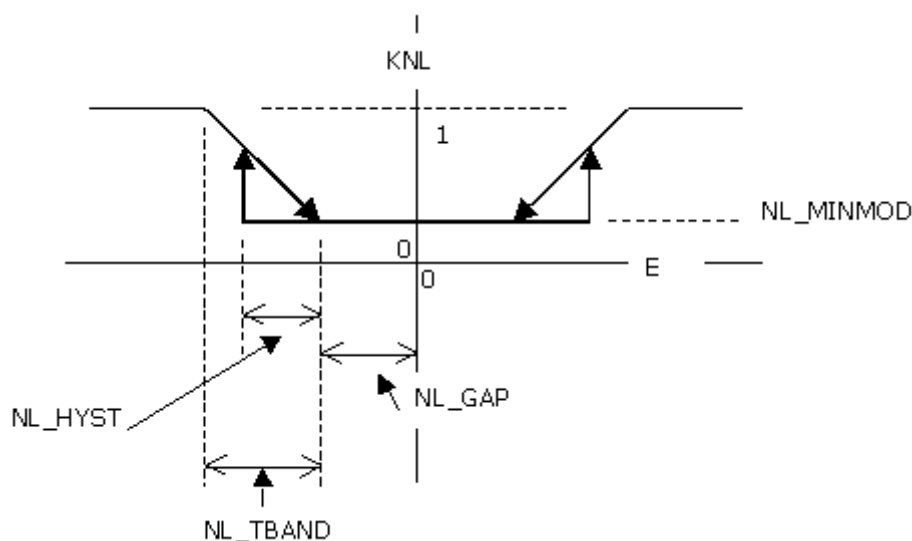 KNL
1
NL_MINMOD
0
0
E
NL_GAP
NL_HYST
NL_TBAND